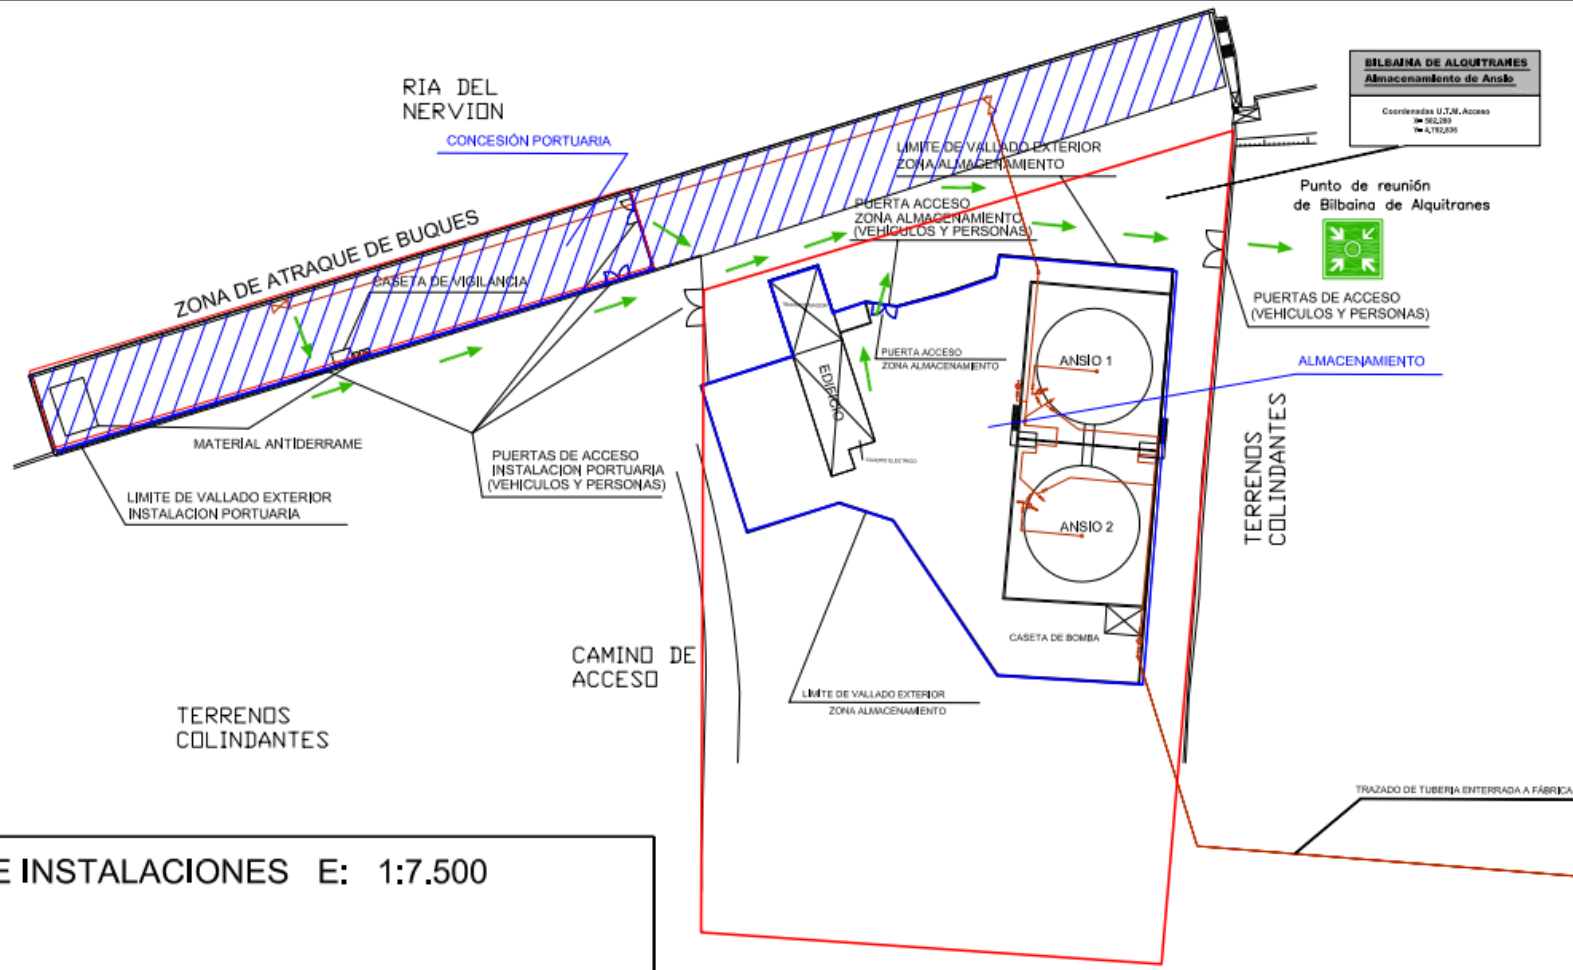 RIA DEL
NERVION
CONCESIÓN PORTUARIA
BILBAINA DE ALQUITRANES
Almacenamiento de Ansio
Coordenadas U.T.M. Acceso
LIMITE DE VALLADO EXTERIOR
ZONA ALMACENAMIENTO
Punto de reunión
de Bilbaina de Alquitranes
PUERTA ACCESO
ZONA ALMACENAMIENTO
(VEHÍCULOS Y PERSONAS)
ZONA DE ATRAQUE DE BUQUES
CASETA DE VIGILANCIA
PUERTAS DE ACCESO
(VEHICULOS Y PERSONAS)
PUERTA ACCESO
ZONA ALMACENAMIENTO
ANSIO 1
ALMACENAMIENTO
EDIFICIO
MATERIAL ANTIDERRAME
PUERTAS DE ACCESO
INSTALACION PORTUARIA
(VEHICULOS Y PERSONAS)
CUADRO ELECTRICO
LIMITE DE VALLADO EXTERIOR
INSTALACION PORTUARIA
TERRENOS
COLINDANTES
ANSIO 2
CASETA DE BOMBA
CAMINO DE
ACCESO
LIMITE DE VALLADO EXTERIOR
ZONA ALMACENAMIENTO
TERRENOS
COLINDANTES
TRAZADO DE TUBERIA ENTERRADA A FÁBRICA
E INSTALACIONES E: 1:7.500